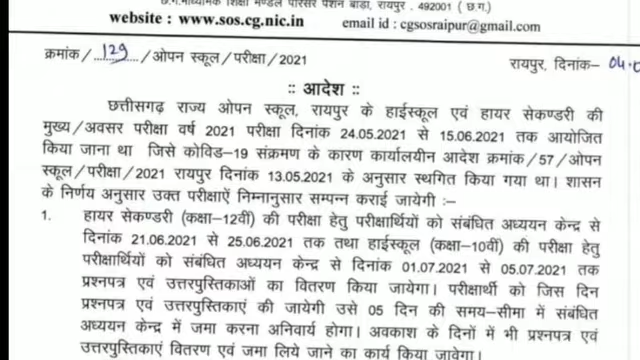 छ.ग.माध्यमिक शिक्षा मण्डल परिसर पेंशन बाड़ा, रायपुर - 492001 (छ.ग.)
website : www.sos.cg.nic.in email id : cgsosraipur@gmail.com
क्रमांक/129/ओपन स्कूल/परीक्षा/2021 रायपुर, दिनांक- 04.0
:: आदेश ::
छत्तीसगढ़ राज्य ओपन स्कूल, रायपुर के हाईस्कूल एवं हायर सेकण्डरी की
मुख्य/अवसर परीक्षा वर्ष 2021 परीक्षा दिनांक 24.05.2021 से 15.06.2021 तक आयोजित
किया जाना था जिसे कोविड-19 संक्रमण के कारण कार्यालयीन आदेश क्रमांक/57/ओपन
स्कूल/परीक्षा/2021 रायपुर दिनांक 13.05.2021 के अनुसार स्थगित किया गया था। शासन
के निर्णय अनुसार उक्त परीक्षाऐं निम्नानुसार सम्पन्न कराई जायेगी :-
1. हायर सेकण्डरी (कक्षा-12वीं) की परीक्षा हेतु परीक्षार्थियों को संबंधित अध्ययन केन्द्र से
दिनांक 21.06.2021 से 25.06.2021 तक तथा हाईस्कूल (कक्षा-10वीं) की परीक्षा हेतु
परीक्षार्थियों को संबंधित अध्ययन केन्द्र से दिनांक 01.07.2021 से 05.07.2021 तक
प्रश्नपत्र एवं उत्तरपुस्तिकाओं का वितरण किया जायेगा। परीक्षार्थी को जिस दिन
प्रश्नपत्र एवं उत्तरपुस्तिकाएं की जायेगी उसे 05 दिन की समय-सीमा में संबंधित
अध्ययन केन्द्र में जमा करना अनिवार्य होगा। अवकाश के दिनों में भी प्रश्नपत्र एवं
उत्तरपुस्तिकाएं वितरण एवं जमा लिये जाने का कार्य किया जायेगा।